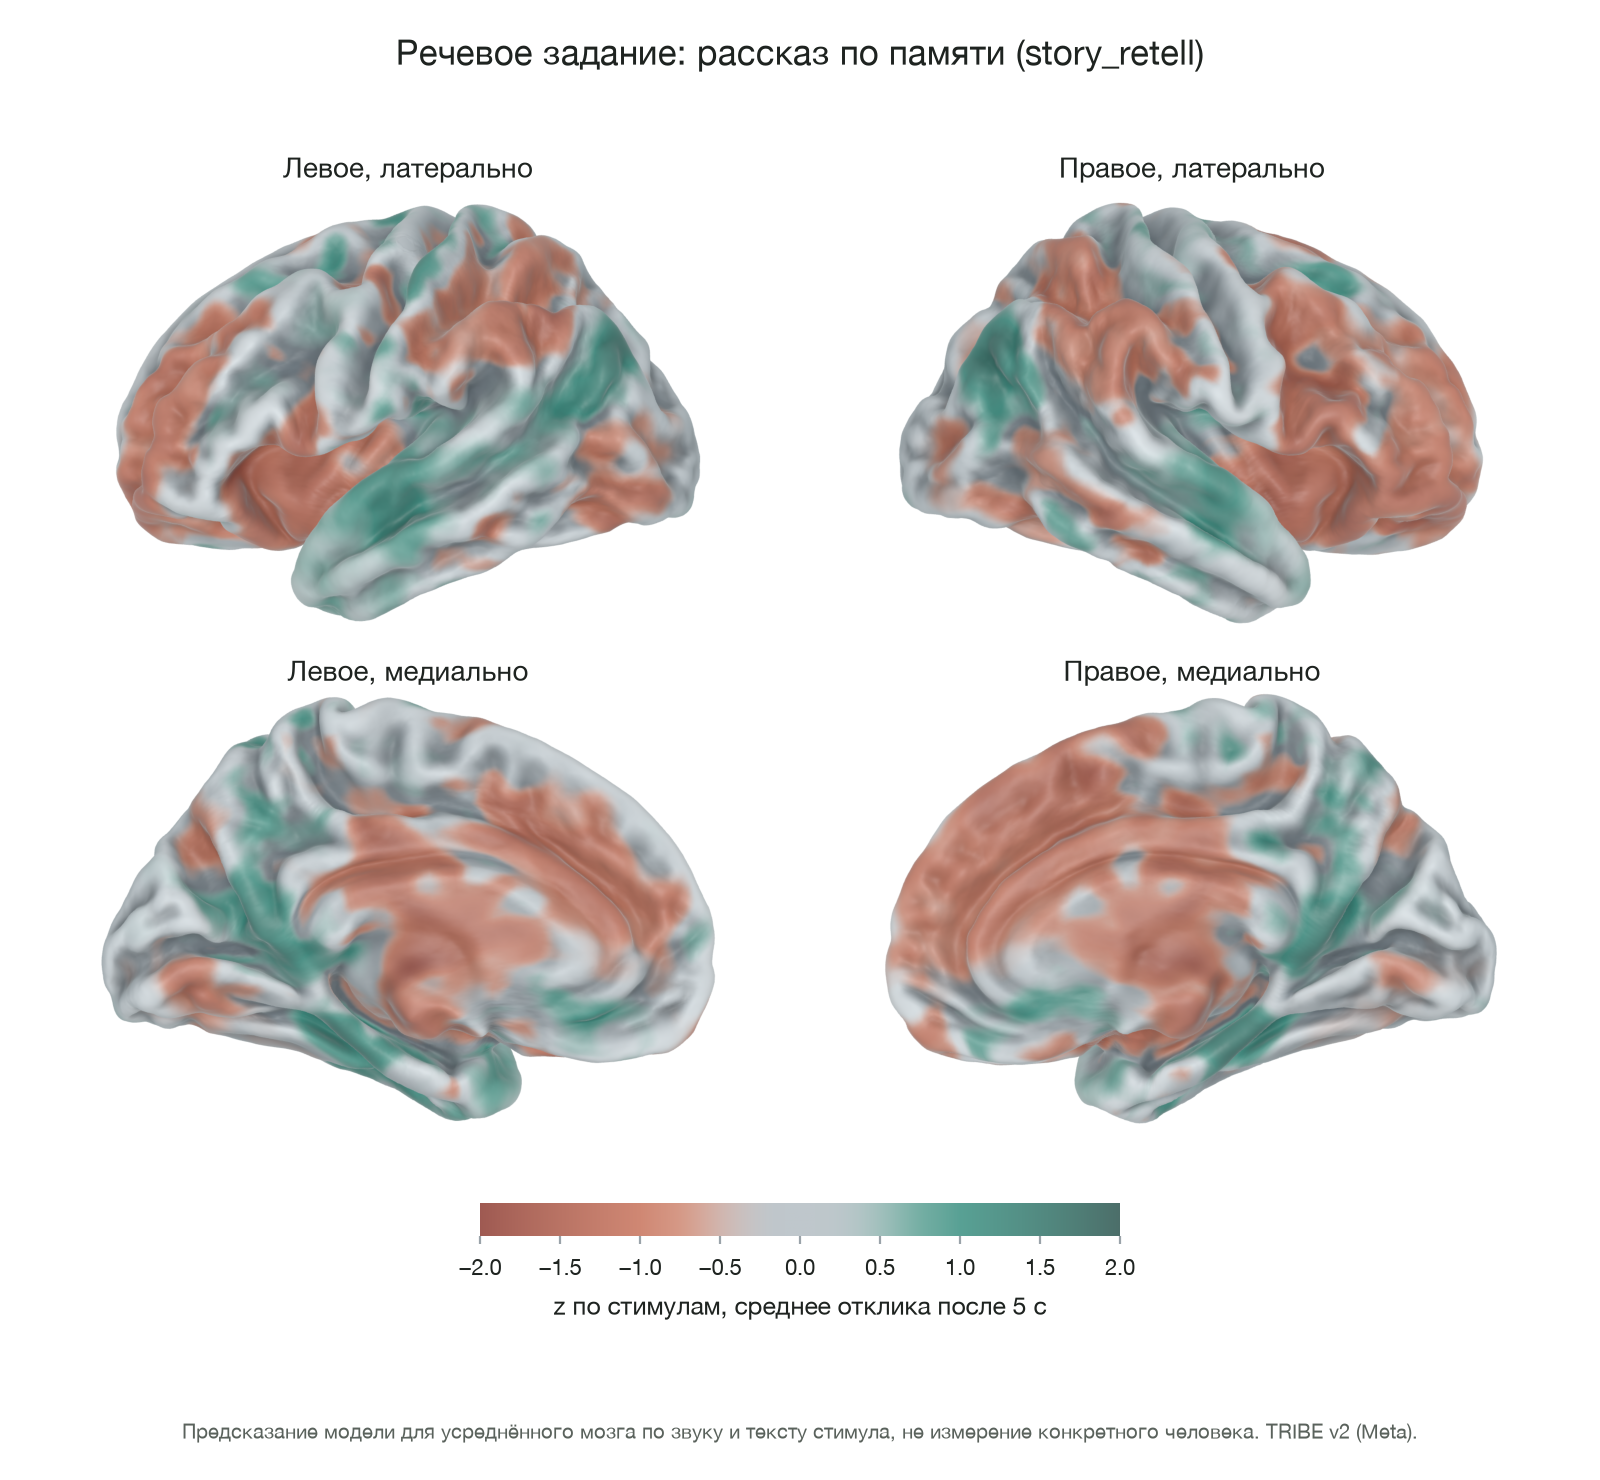 Речевое задание: рассказ по памяти (story_retell)
Левое, латерально
Правое, латерально
Левое, медиально
Правое, медиально
−2.0 −1.5 −1.0 −0.5 0.0 0.5 1.0 1.5 2.0
z по стимулам, среднее отклика после 5 с
Предсказание модели для усреднённого мозга по звуку и тексту стимула, не измерение конкретного человека. TRIBE v2 (Meta).